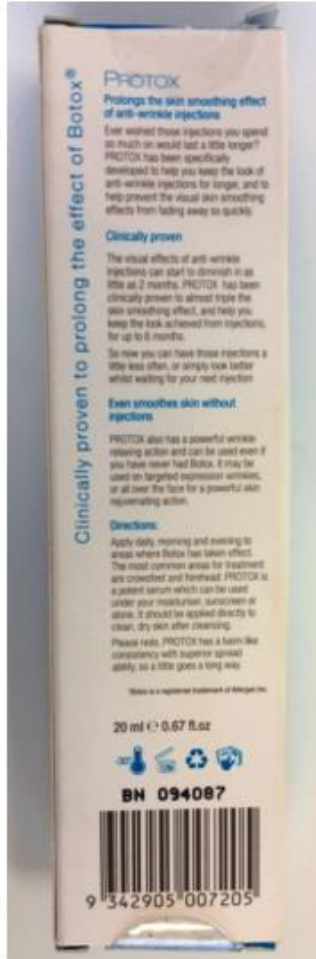 Clinically proven to prolong the effect of Botox®
PROTOX
Prolongs the skin smoothing effect
of anti-wrinkle injections
Ever wished those injections you spend
so much on would last a little longer?
PROTOX has been specifically
developed to help you keep the look of
anti-wrinkle injections for longer, and to
help prevent the visual skin smoothing
effects from fading away so quickly.
Clinically proven
The visual effects of anti-wrinkle
injections can start to diminish in as
little as 2 months. PROTOX has been
clinically proven to almost triple the
skin smoothing effect, and help you
keep the look achieved from injections,
for up to 6 months.
So now you can have those injections a
little less often, or simply look better
whilst waiting for your next injection
Even smoothes skin without
injections
PROTOX also has a powerful wrinkle
relaxing action and can be used even if
you have never had Botox. It may be
used on targeted expression wrinkles,
or all over the face for a powerful skin
rejuvenating action.
Directions:
Apply daily, morning and evening to
areas where Botox has taken effect.
The most common areas for treatment
are crowsfeet and forehead. PROTOX is
a potent serum which can be used
under your moisturiser, sunscreen or
alone. It should be applied directly to
clean, dry skin after cleansing.
Please note, PROTOX has a balm like
consistency with superior spread
ability, so a little goes a long way.
*Botox is a registered trademark of Allergan Inc.
20 ml ℮ 0.67 fl.oz
BN 094087
9 342905 007205